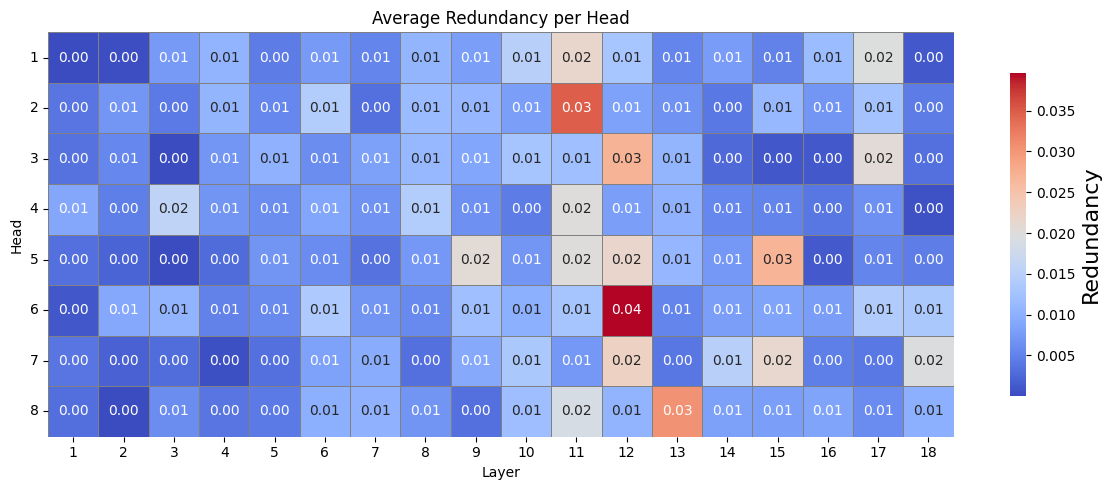 Average Redundancy per Head
1 0.00 0.00 0.01 0.01 0.00 0.01 0.01 0.01 0.01 0.01 0.02 0.01 0.01 0.01 0.01 0.01 0.02 0.00
2 0.00 0.01 0.00 0.01 0.01 0.01 0.00 0.01 0.01 0.01 0.03 0.01 0.01 0.00 0.01 0.01 0.01 0.00
3 0.00 0.01 0.00 0.01 0.01 0.01 0.01 0.01 0.01 0.01 0.01 0.03 0.01 0.00 0.00 0.00 0.02 0.00
4 0.01 0.00 0.02 0.01 0.01 0.01 0.01 0.01 0.01 0.00 0.02 0.01 0.01 0.01 0.01 0.00 0.01 0.00
5 0.00 0.00 0.00 0.00 0.01 0.01 0.00 0.01 0.02 0.01 0.02 0.02 0.01 0.01 0.03 0.00 0.01 0.00
6 0.00 0.01 0.01 0.01 0.01 0.01 0.01 0.01 0.01 0.01 0.01 0.04 0.01 0.01 0.01 0.01 0.01 0.01
7 0.00 0.00 0.00 0.00 0.00 0.01 0.01 0.00 0.01 0.01 0.01 0.02 0.00 0.01 0.02 0.00 0.00 0.02
8 0.00 0.00 0.01 0.00 0.00 0.01 0.01 0.01 0.00 0.01 0.02 0.01 0.03 0.01 0.01 0.01 0.01 0.01
1 2 3 4 5 6 7 8 9 10 11 12 13 14 15 16 17 18
Layer
Head
0.035
0.030
0.025
0.020
0.015
0.010
0.005
Redundancy